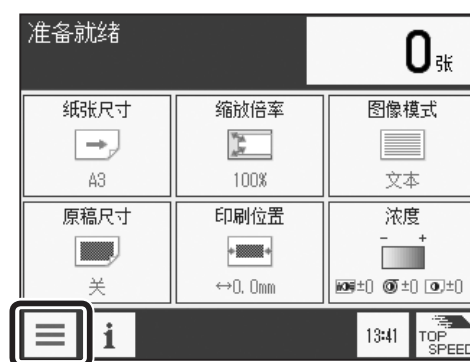 准备就绪
0张
纸张尺寸 缩放倍率 图像模式
A3 100% 文本
原稿尺寸 印刷位置 浓度
- +
关 ↔0.0mm ±0 ±0 ±0
i 13:41 TOP SPEED